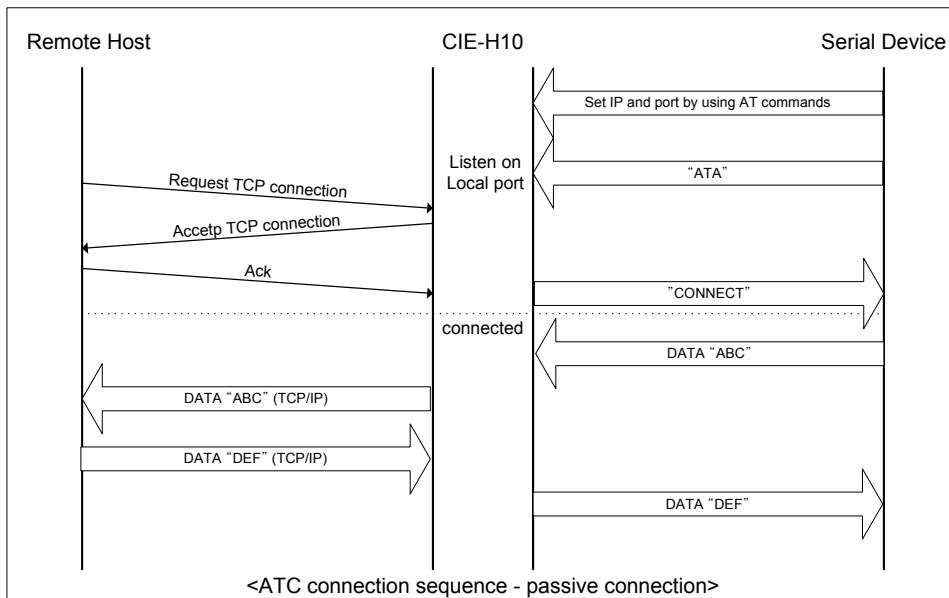 Remote Host
CIE-H10
Serial Device
Set IP and port by using AT commands
Listen on
Local port
“ATA”
Request TCP connection
Accetp TCP connection
Ack
”CONNECT”
connected
DATA “ABC”
DATA “ABC” (TCP/IP)
DATA “DEF” (TCP/IP)
DATA “DEF”
<ATC connection sequence - passive connection>